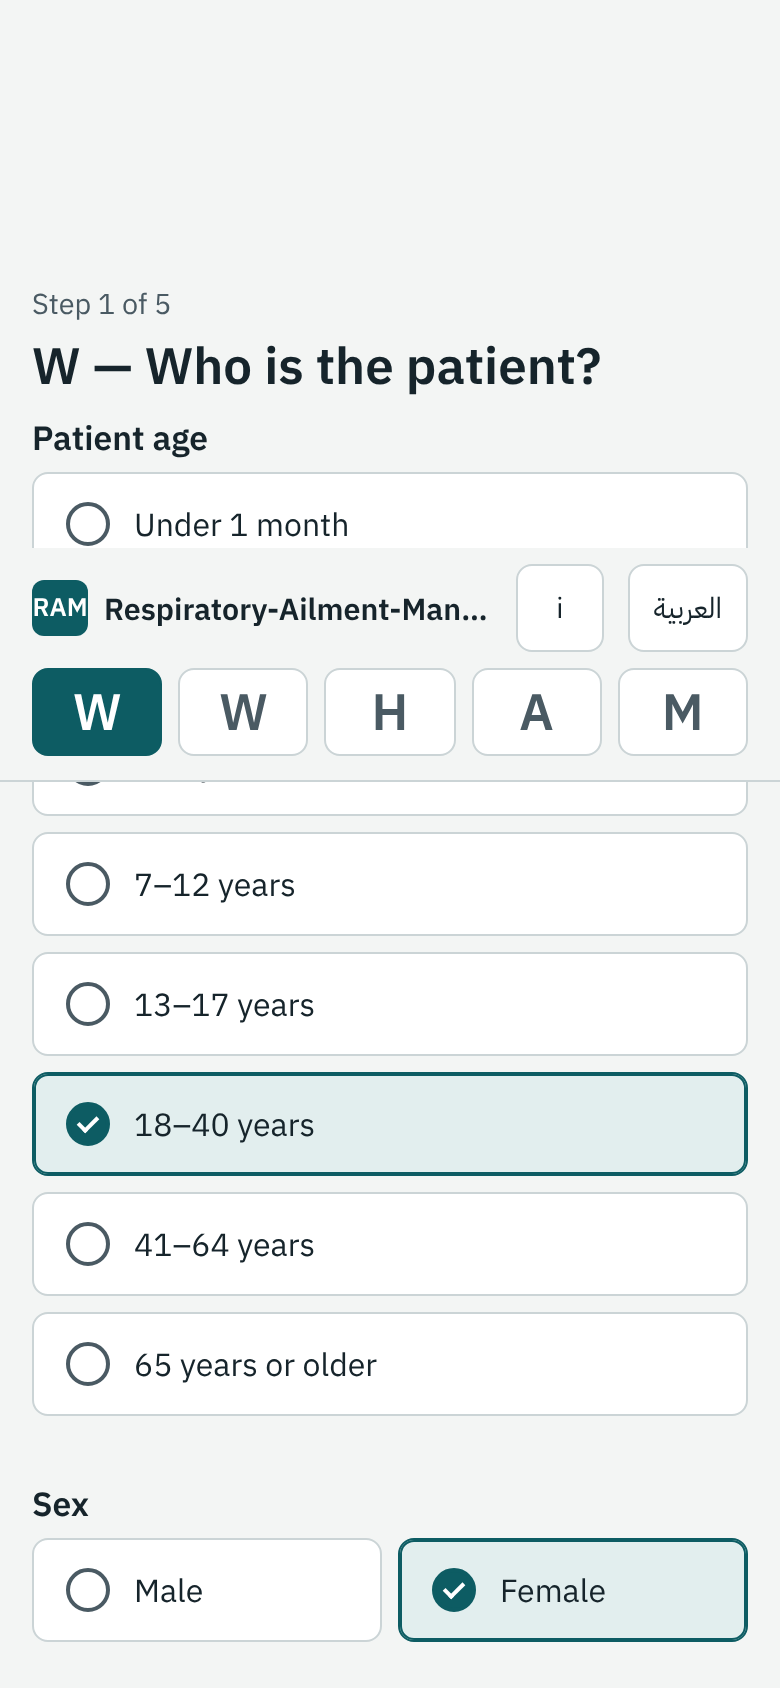 Step 1 of 5
W — Who is the patient?
Patient age
Under 1 month
RAM Respiratory-Ailment-Man... i العربية
W W H A M
7–12 years
13–17 years
18–40 years
41–64 years
65 years or older
Sex
Male Female